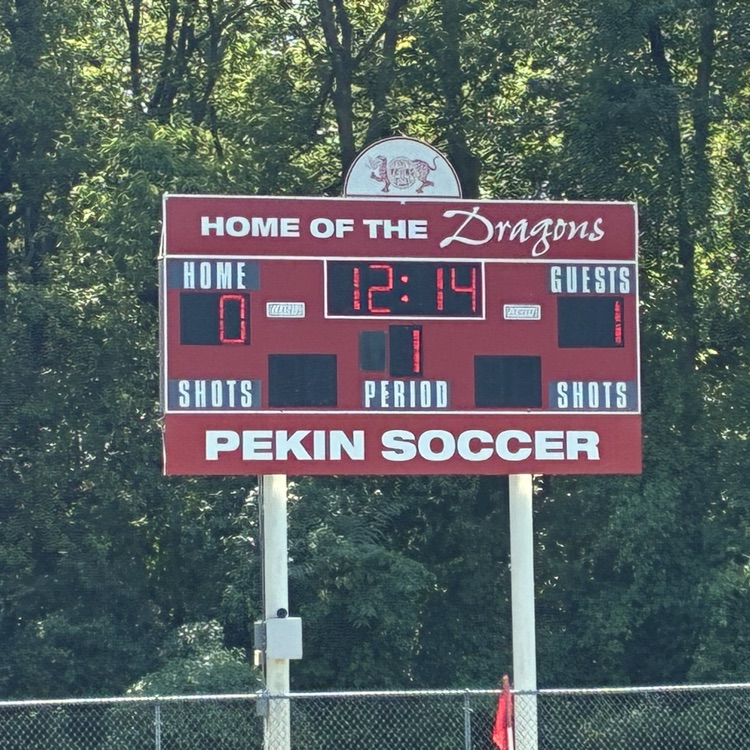 HOME OF THE Dragons
HOME 12:14 GUESTS
0 1
1
SHOTS PERIOD SHOTS
PEKIN SOCCER